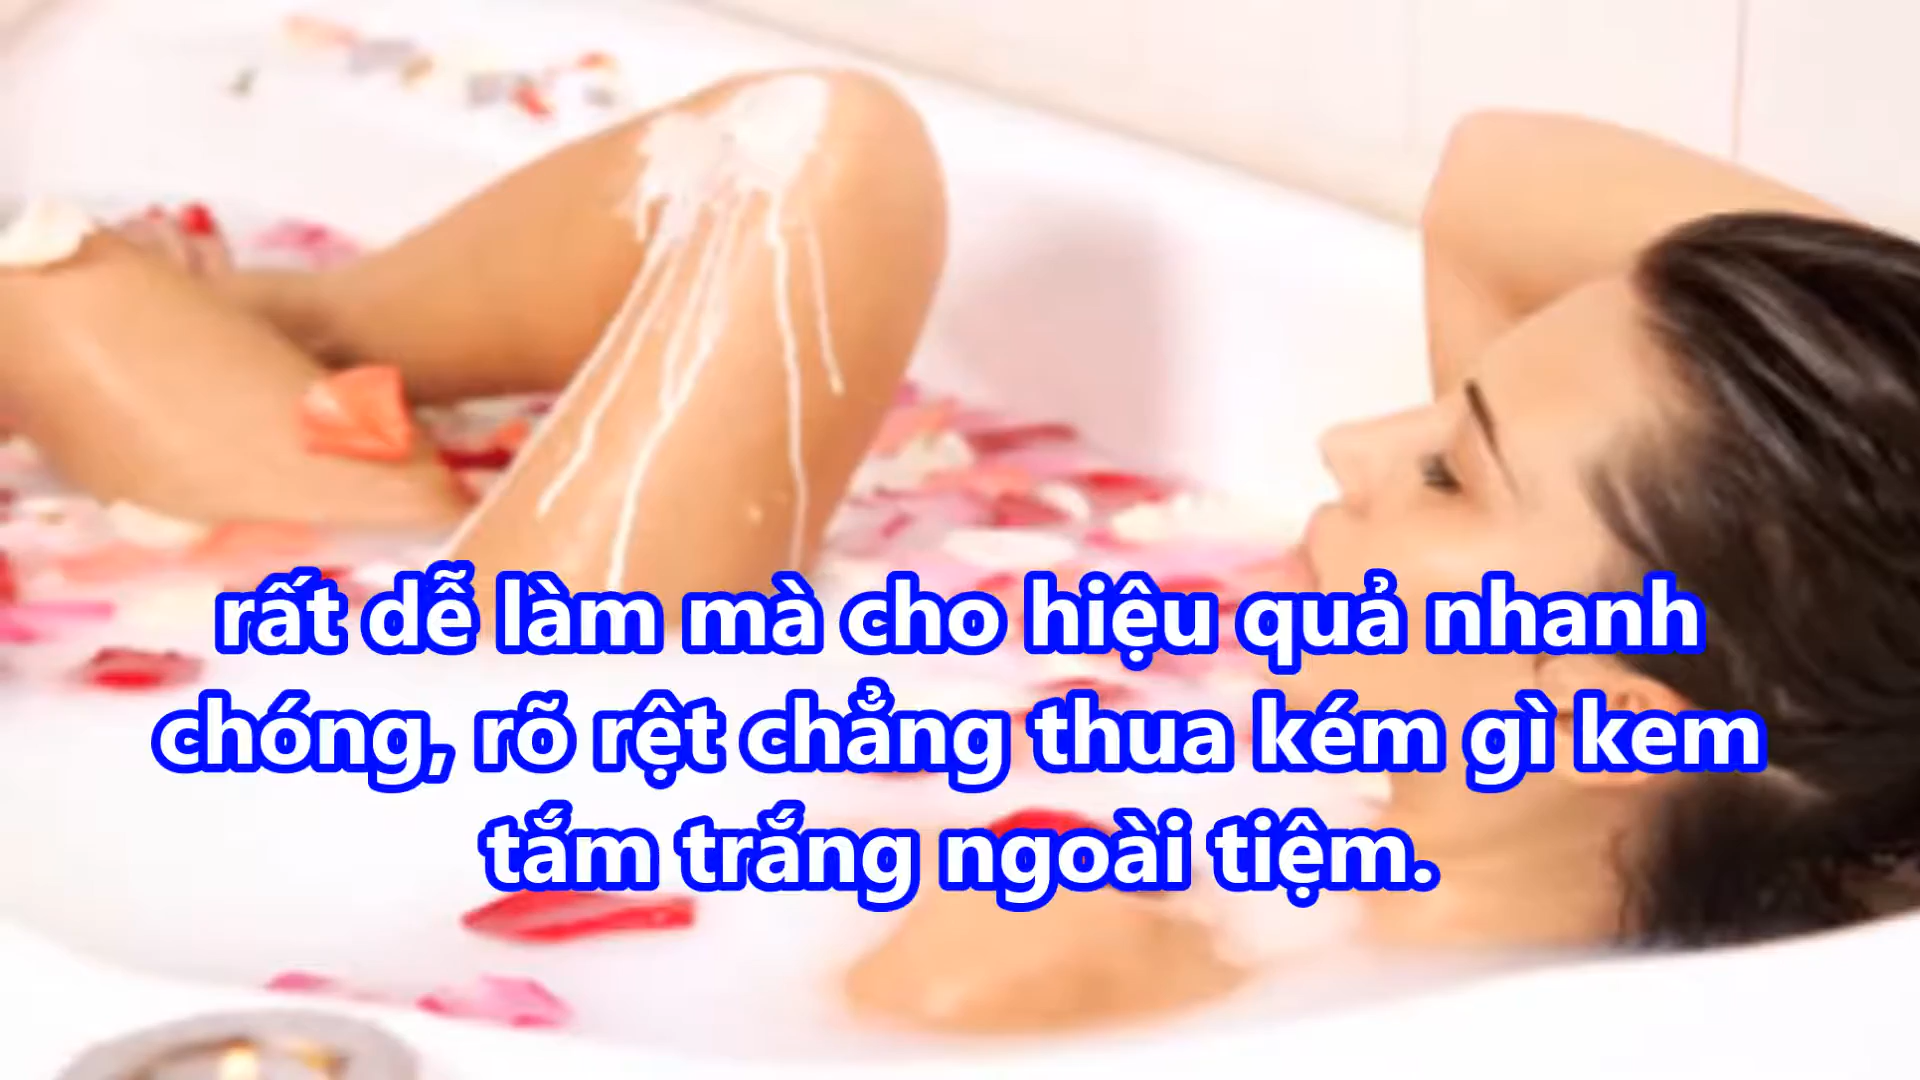 rất dễ làm mà cho hiệu quả nhanh
chóng, rõ rệt chẳng thua kém gì kem
tắm trắng ngoài tiệm.